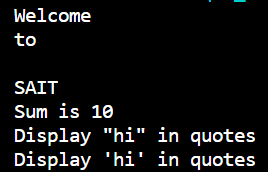 Welcome
to

SAIT
Sum is 10
Display "hi" in quotes
Display 'hi' in quotes